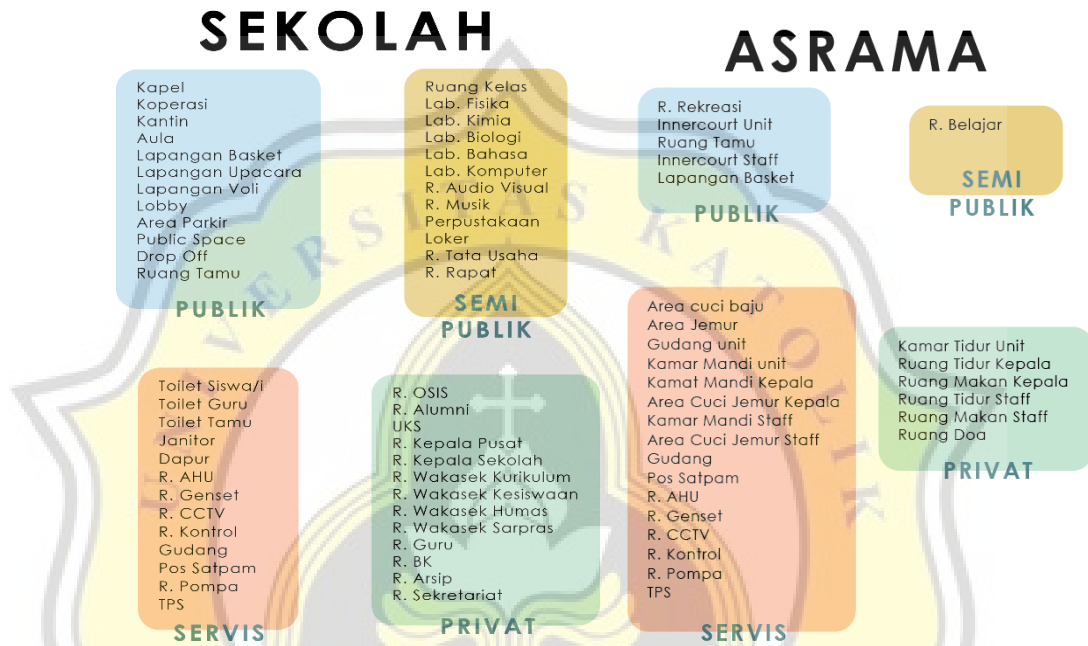 SEKOLAH
Kapel
Koperasi
Kantin
Aula
Lapangan Basket
Lapangan Upacara
Lapangan Voli
Lobby
Area Parkir
Public Space
Drop Off
Ruang Tamu
PUBLIK
Ruang Kelas
Lab. Fisika
Lab. Kimia
Lab. Biologi
Lab. Bahasa
Lab. Komputer
R. Audio Visual
R. Musik
Perpustakaan
Loker
R. Tata Usaha
R. Rapat
SEMI
PUBLIK
Toilet Siswa/i
Toilet Guru
Toilet Tamu
Janitor
Dapur
R. AHU
R. Genset
R. CCTV
R. Kontrol
Gudang
Pos Satpam
R. Pompa
TPS
SERVIS
R. OSIS
R. Alumni
UKS
R. Kepala Pusat
R. Kepala Sekolah
R. Wakasek Kurikulum
R. Wakasek Kesiswaan
R. Wakasek Humas
R. Wakasek Sarpras
R. Guru
R. BK
R. Arsip
R. Sekretariat
PRIVAT
ASRAMA
R. Rekreasi
Innercourt Unit
Ruang Tamu
Innercourt Staff
Lapangan Basket
PUBLIK
R. Belajar
SEMI
PUBLIK
Area cuci baju
Area Jemur
Gudang unit
Kamar Mandi unit
Kamat Mandi Kepala
Area Cuci Jemur Kepala
Kamar Mandi Staff
Area Cuci Jemur Staff
Gudang
Pos Satpam
R. AHU
R. Genset
R. CCTV
R. Kontrol
R. Pompa
TPS
SERVIS
Kamar Tidur Unit
Ruang Tidur Kepala
Ruang Makan Kepala
Ruang Tidur Staff
Ruang Makan Staff
Ruang Doa
PRIVAT
KATOLIK